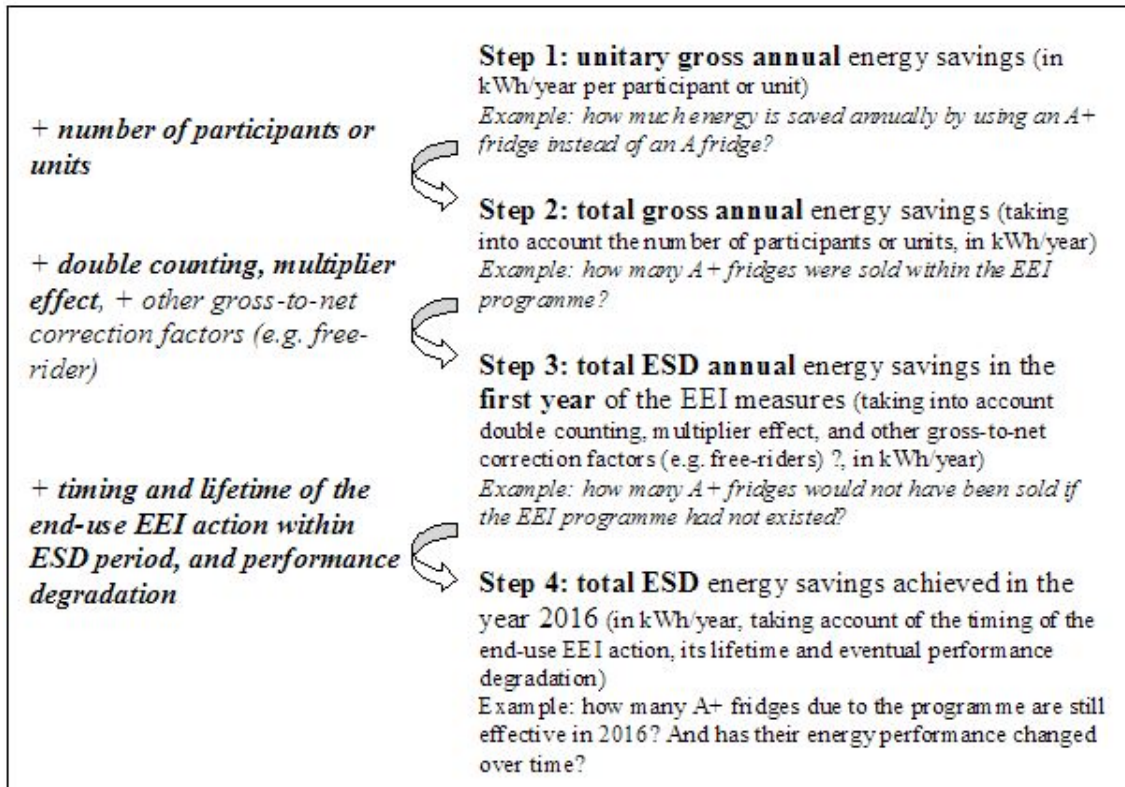 Step 1: unitary gross annual energy savings (in
kWh/year per participant or unit)
Example: how much energy is saved annually by using an A+
fridge instead of an A fridge?
+ number of participants or
units
Step 2: total gross annual energy savings (taking
into account the number of participants or units, in kWh/year)
Example: how many A+ fridges were sold within the EEI
programme?
+ double counting, multiplier
effect, + other gross-to-net
correction factors (e.g. free-
rider)
Step 3: total ESD annual energy savings in the
first year of the EEI measures (taking into account
double counting, multiplier effect, and other gross-to-net
correction factors (e.g. free-riders) ?, in kWh/year)
Example: how many A+ fridges would not have been sold if
the EEI programme had not existed?
+ timing and lifetime of the
end-use EEI action within
ESD period, and performance
degradation
Step 4: total ESD energy savings achieved in the
year 2016 (in kWh/year, taking account of the timing of the
end-use EEI action, its lifetime and eventual performance
degradation)
Example: how many A+ fridges due to the programme are still
effective in 2016? And has their energy performance changed
over time?